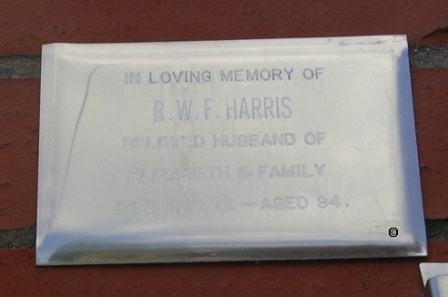 IN LOVING MEMORY OF
R.W.F. HARRIS
BELOVED HUSBAND OF
ELIZABETH & FAMILY
— AGED 94.